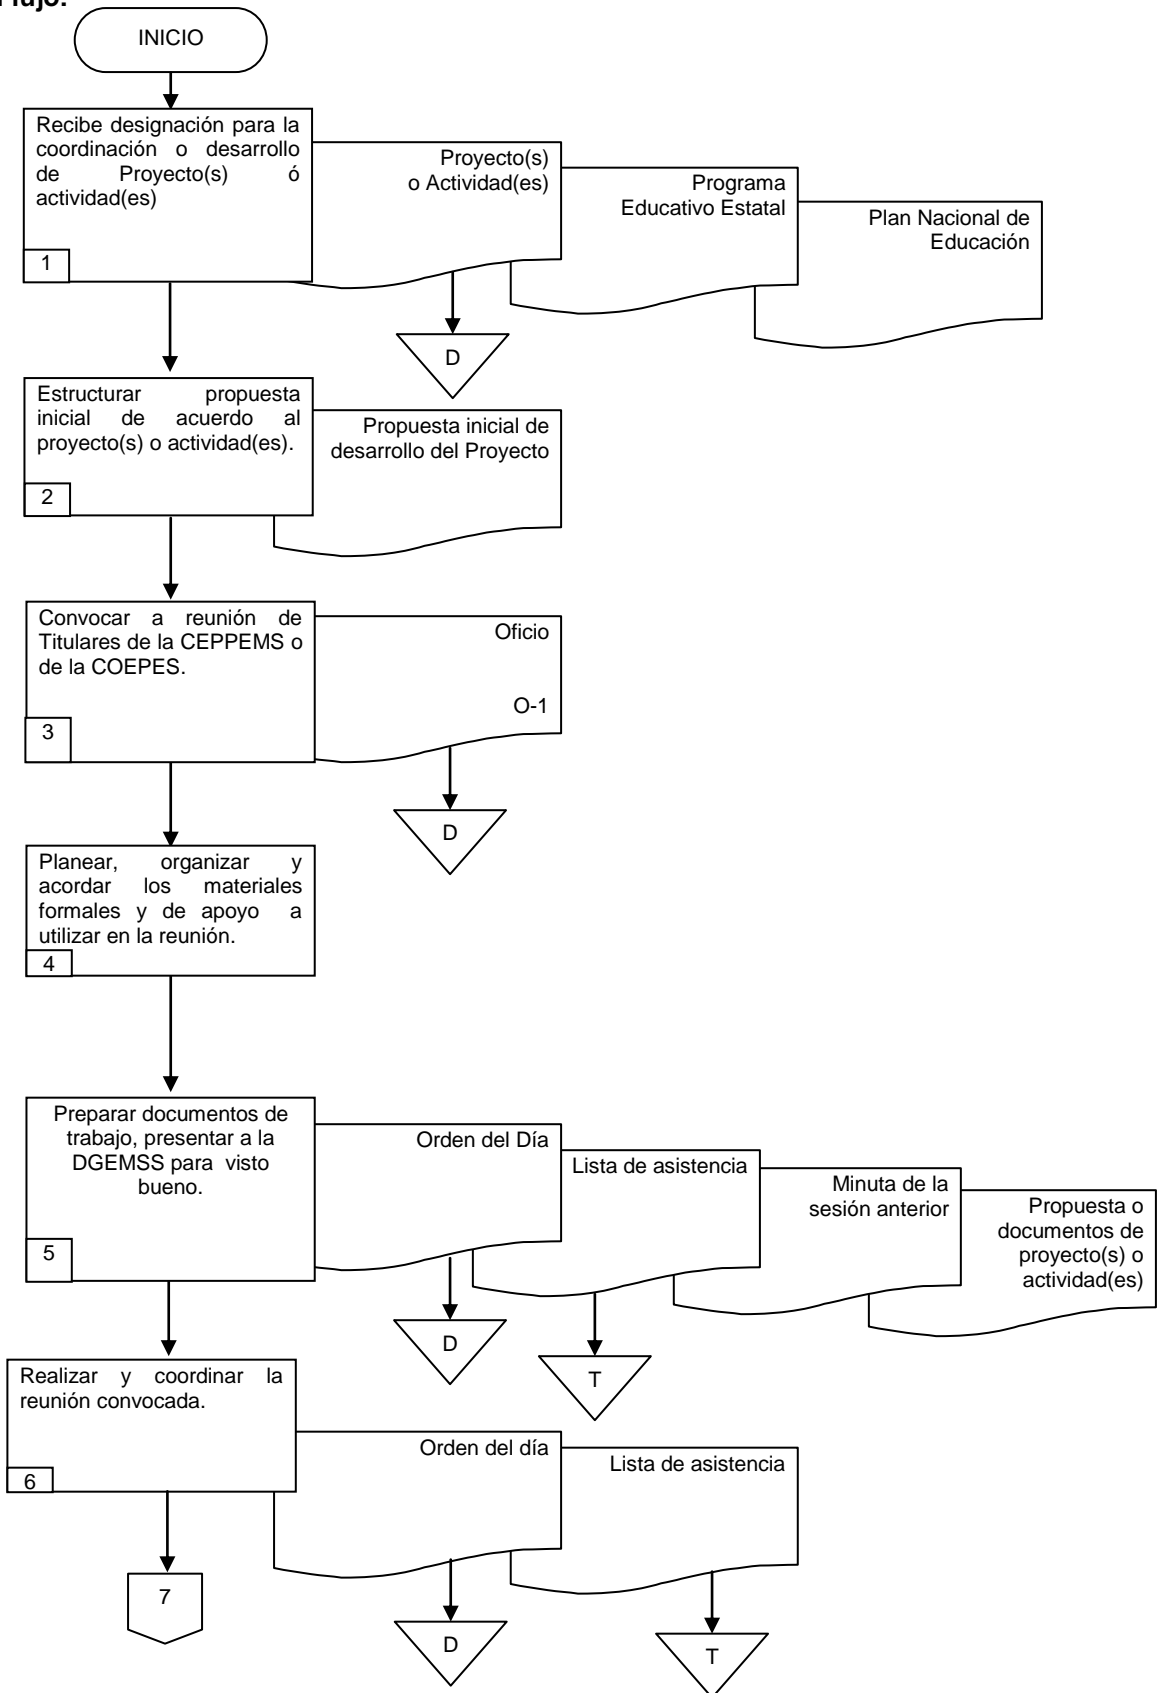 Flujo:
INICIO
Recibe designación para la
coordinación o desarrollo
de Proyecto(s) ó
actividad(es)
1
Proyecto(s)
o Actividad(es)
Programa
Educativo Estatal
Plan Nacional de
Educación
D
Estructurar propuesta
inicial de acuerdo al
proyecto(s) o actividad(es).
2
Propuesta inicial de
desarrollo del Proyecto
Convocar a reunión de
Titulares de la CEPPEMS o
de la COEPES.
3
Oficio
O-1
D
Planear, organizar y
acordar los materiales
formales y de apoyo a
utilizar en la reunión.
4
Preparar documentos de
trabajo, presentar a la
DGEMSS para visto
bueno.
5
Orden del Día
Lista de asistencia
Minuta de la
sesión anterior
Propuesta o
documentos de
proyecto(s) o
actividad(es)
D
T
Realizar y coordinar la
reunión convocada.
6
Orden del día
Lista de asistencia
7
D
T